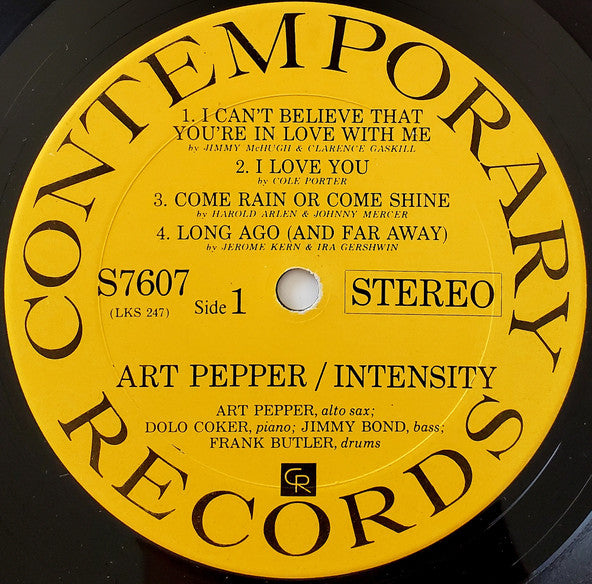 CONTEMPORARY
1. I CAN'T BELIEVE THAT
YOU'RE IN LOVE WITH ME
by JIMMY McHUGH & CLARENCE GASKILL
2. I LOVE YOU
by COLE PORTER
3. COME RAIN OR COME SHINE
by HAROLD ARLEN & JOHNNY MERCER
4. LONG AGO (AND FAR AWAY)
by JEROME KERN & IRA GERSHWIN
S7607
(LKS 247)
Side 1
STEREO
ART PEPPER / INTENSITY
ART PEPPER, alto sax;
DOLO COKER, piano; JIMMY BOND, bass;
FRANK BUTLER, drums
CR
RECORDS